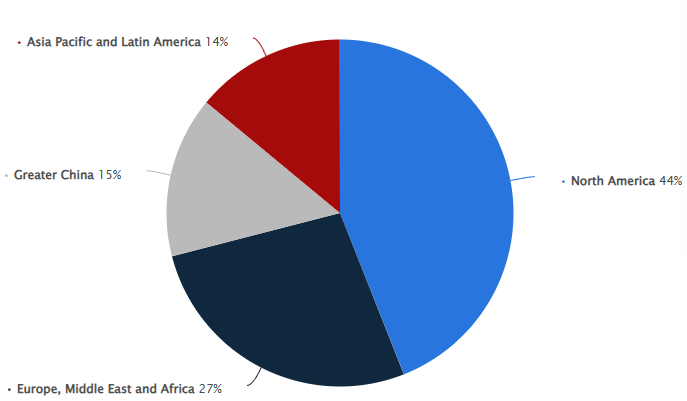 Asia Pacific and Latin America 14%
Greater China 15%
North America 44%
Europe, Middle East and Africa 27%